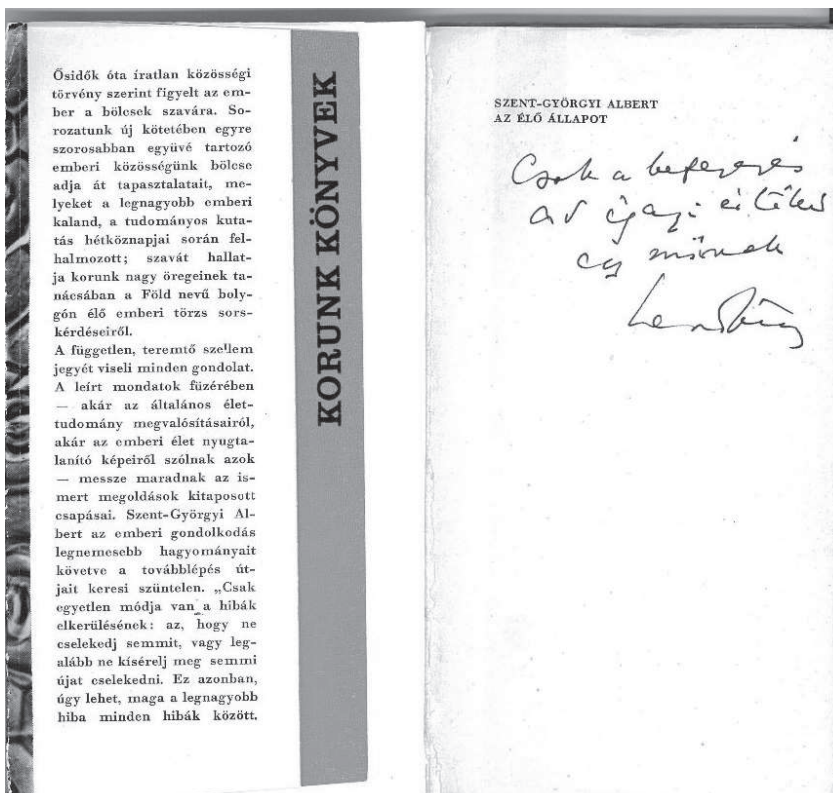 Ősidők óta íratlan közösségi
törvény szerint figyelt az em-
ber a bölcsek szavára. So-
rozatunk új kötetében egyre
szorosabban együvé tartozó
emberi közösségünk bölcse
adja át tapasztalatait, me-
lyeket a legnagyobb emberi
kaland, a tudományos kuta-
tás hétköznapjai során fel-
halmozott; szavát hallat-
ja korunk nagy öregeinek ta-
nácsában a Föld nevű boly-
gón élő emberi törzs sors-
kérdéseiről.
A független, teremtő szellem
jegyét viseli minden gondolat.
A leírt mondatok füzérében
— akár az általános élet-
tudomány megvalósításairól,
akár az emberi élet nyugta-
lanító képeiről szólnak azok
— messze maradnak az is-
mert megoldások kitaposott
csapásai. Szent-Györgyi Al-
bert az emberi gondolkodás
legnemesebb hagyományait
követve a továbblépés út-
jait keresi szüntelen. „Csak
egyetlen módja van a hibák
elkerülésének: az, hogy ne
cselekedj semmit, vagy leg-
alább ne kísérelj meg semmi
újat cselekedni. Ez azonban,
úgy lehet, maga a legnagyobb
hiba minden hibák között.
KORUNK KÖNYVEK
SZENT-GYÖRGYI ALBERT
AZ ÉLŐ ÁLLAPOT
Csak a befejezés
az igazi
egy műnek